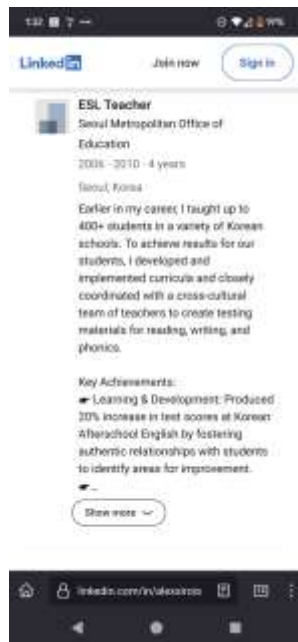 1:32
Linked in
Join now
Sign in
ESL Teacher
Seoul Metropolitan Office of
Education
2006 - 2010 · 4 years
Seoul, Korea
Earlier in my career, I taught up to
400+ students in a variety of Korean
schools. To achieve results for our
students, I developed and
implemented curricula and closely
coordinated with a cross-cultural
team of teachers to create testing
materials for reading, writing, and
phonics.
Key Achievements:
☛ Learning & Development: Produced
20% increase in test scores at Korean
Afterschool English by fostering
authentic relationships with students
to identify areas for improvement.
☛ …
Show more